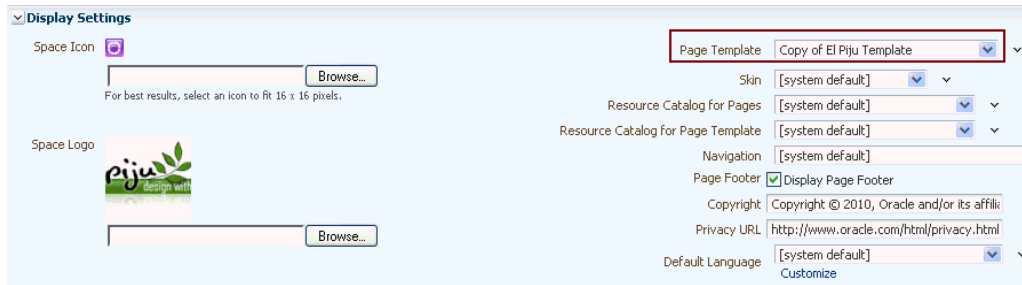 Display Settings
Space Icon
Browse...
For best results, select an icon to fit 16 x 16 pixels.
Space Logo
piju
design with
Browse...
Page Template Copy of El Piju Template
Skin [system default]
Resource Catalog for Pages [system default]
Resource Catalog for Page Template [system default]
Navigation [system default]
Page Footer Display Page Footer
Copyright Copyright © 2010, Oracle and/or its affilia
Privacy URL http://www.oracle.com/html/privacy.html
Default Language [system default]
Customize